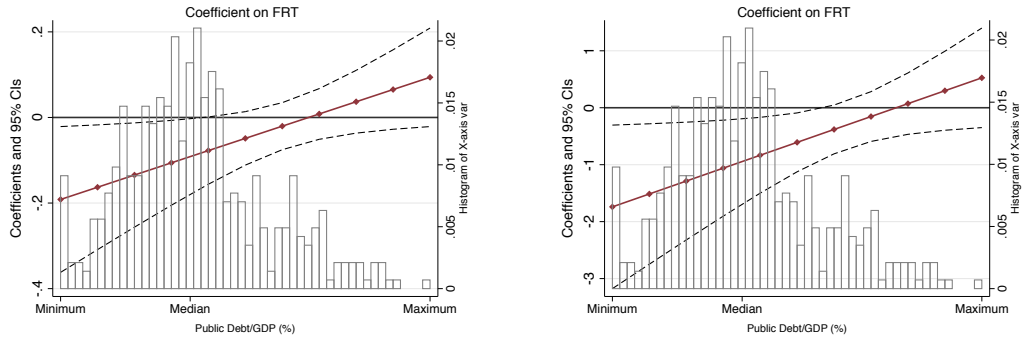 Coefficient on FRT
Coefficients and 95% CIs
.2
0
-.2
-.4
.02
.015
.01
.005
0
Histogram of X-axis var
Minimum
Median
Maximum
Public Debt/GDP (%)
Coefficient on FRT
Coefficients and 95% CIs
1
0
-1
-2
-3
.02
.015
.01
.005
0
Histogram of X-axis var
Minimum
Median
Maximum
Public Debt/GDP (%)